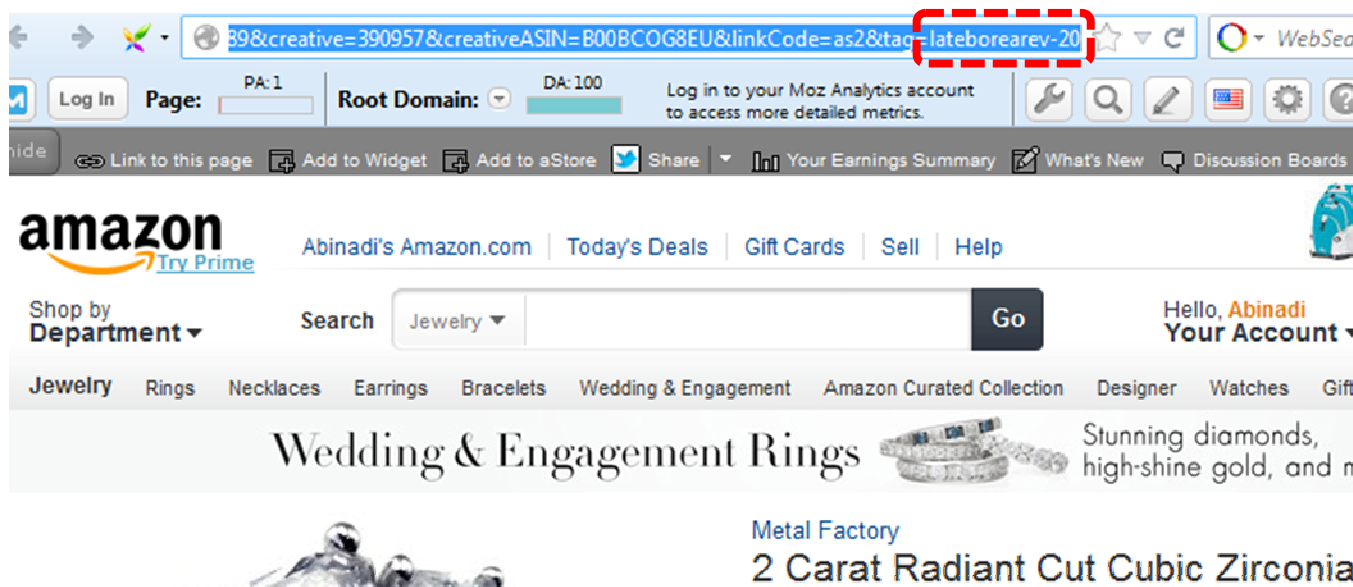 39&creative=390957&creativeASIN=B00BCOG8EU&linkCode=as2&tag=lateborearev-20
WebSea
Log In Page: PA: 1 Root Domain: DA: 100 Log in to your Moz Analytics account
to access more detailed metrics.
hide Link to this page Add to Widget Add to aStore Share Your Earnings Summary What's New Discussion Boards
amazon
Try Prime
Abinadi's Amazon.com Today's Deals Gift Cards Sell Help
Shop by
Department
Search Jewelry Go
Hello, Abinadi
Your Account
Jewelry Rings Necklaces Earrings Bracelets Wedding & Engagement Amazon Curated Collection Designer Watches Gift
Wedding & Engagement Rings
Stunning diamonds,
high-shine gold, and
Metal Factory
2 Carat Radiant Cut Cubic Zirconia